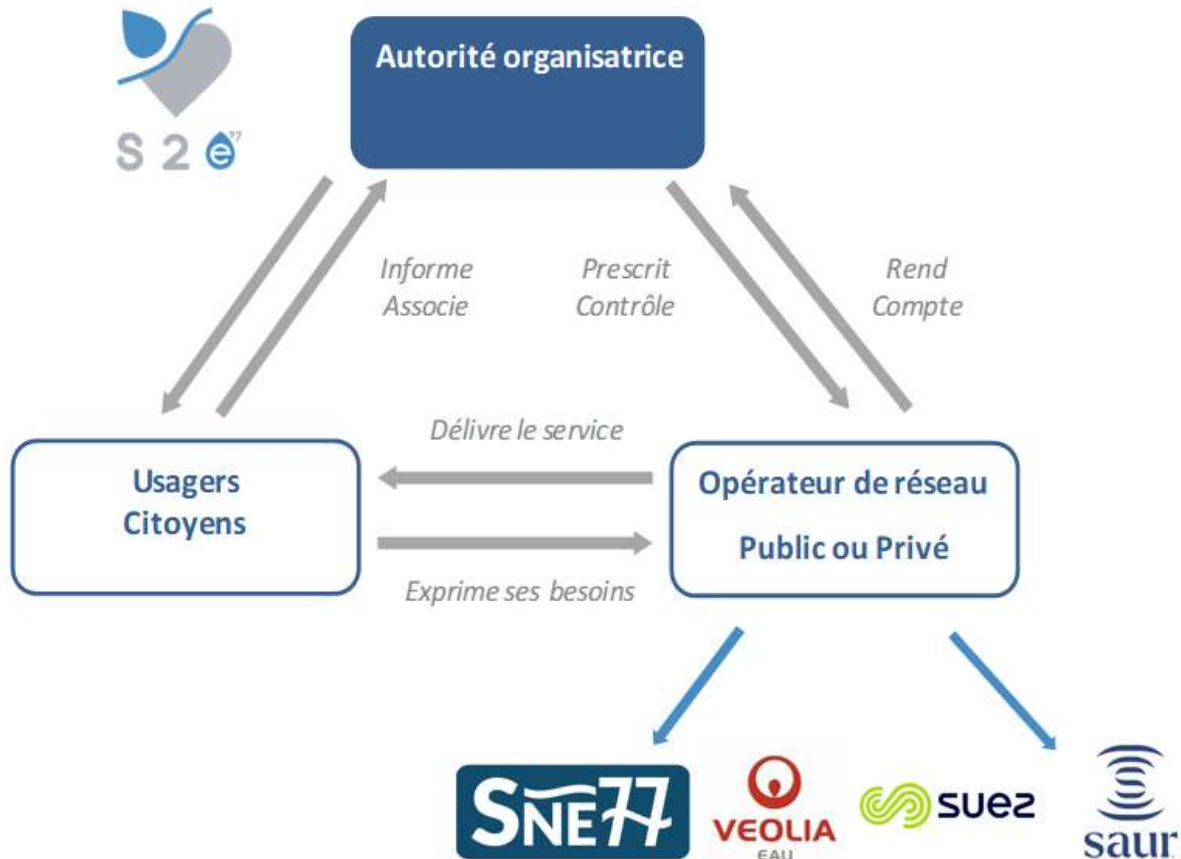 Autorité organisatrice
S2e77
Informe
Associe
Prescrit
Contrôle
Rend
Compte
Délivre le service
Usagers
Citoyens
Opérateur de réseau
Public ou Privé
Exprime ses besoins
SNE77
VEOLIA
EAU
suez
saur